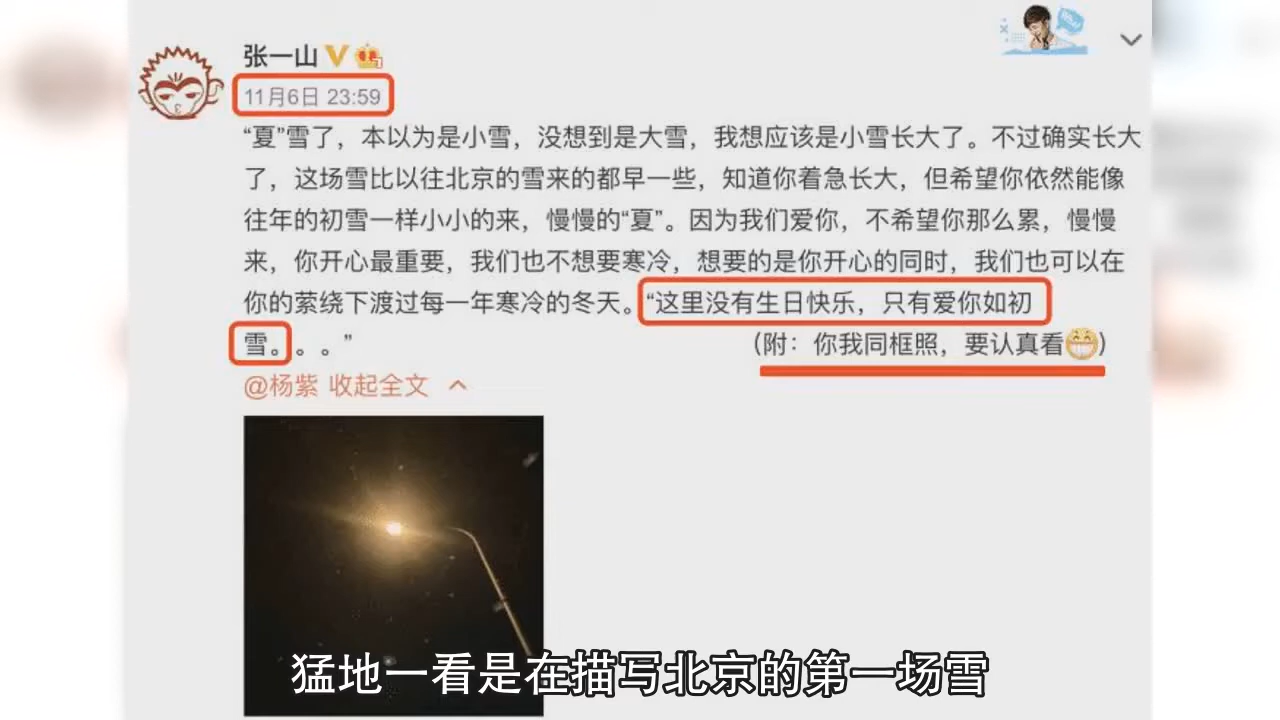 张一山
11月6日 23:59
“夏”雪了，本以为是小雪，没想到是大雪，我想应该是小雪长大了。不过确实长大
了，这场雪比以往北京的雪来的都早一些，知道你着急长大，但希望你依然能像
往年的初雪一样小小的来，慢慢的“夏”。因为我们爱你，不希望你那么累，慢慢
来，你开心最重要，我们也不想要寒冷，想要的是你开心的同时，我们也可以在
你的萦绕下渡过每一年寒冷的冬天。“这里没有生日快乐，只有爱你如初
雪。。。” （附：你我同框照，要认真看😁）
@杨紫 收起全文
猛地一看是在描写北京的第一场雪